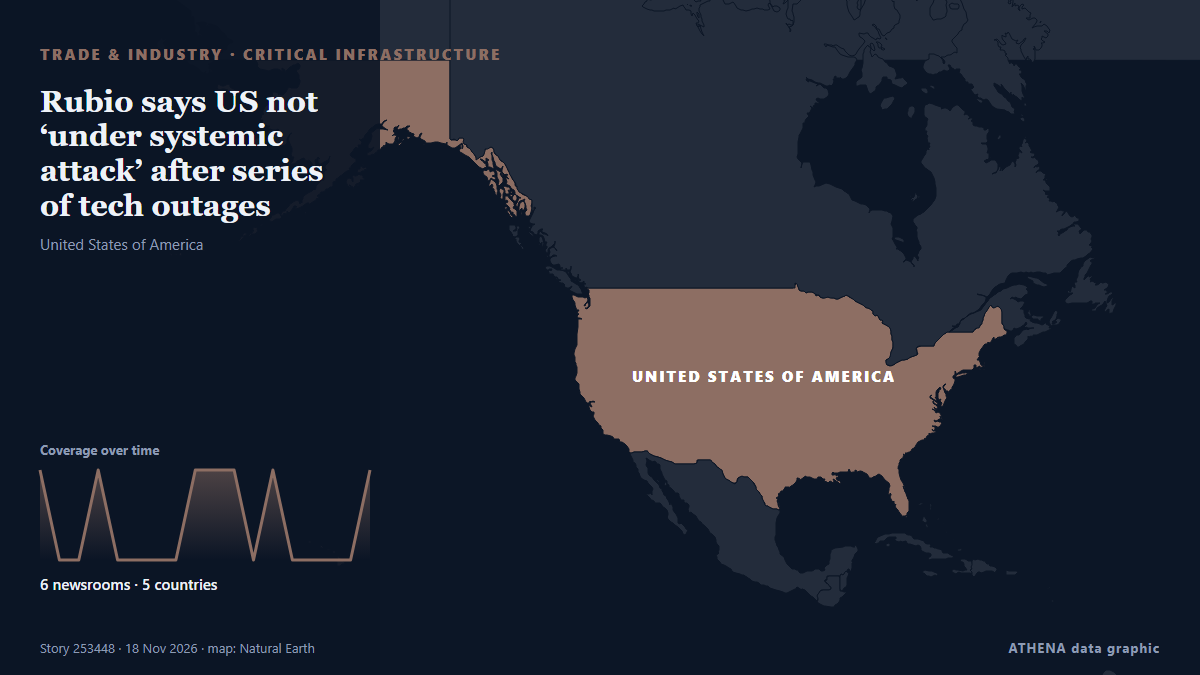 TRADE & INDUSTRY · CRITICAL INFRASTRUCTURE
Rubio says US not
‘under systemic
attack’ after series
of tech outages
United States of America
UNITED STATES OF AMERICA
Coverage over time
6 newsrooms · 5 countries
Story 253448 · 18 Nov 2026 · map: Natural Earth
ATHENA data graphic